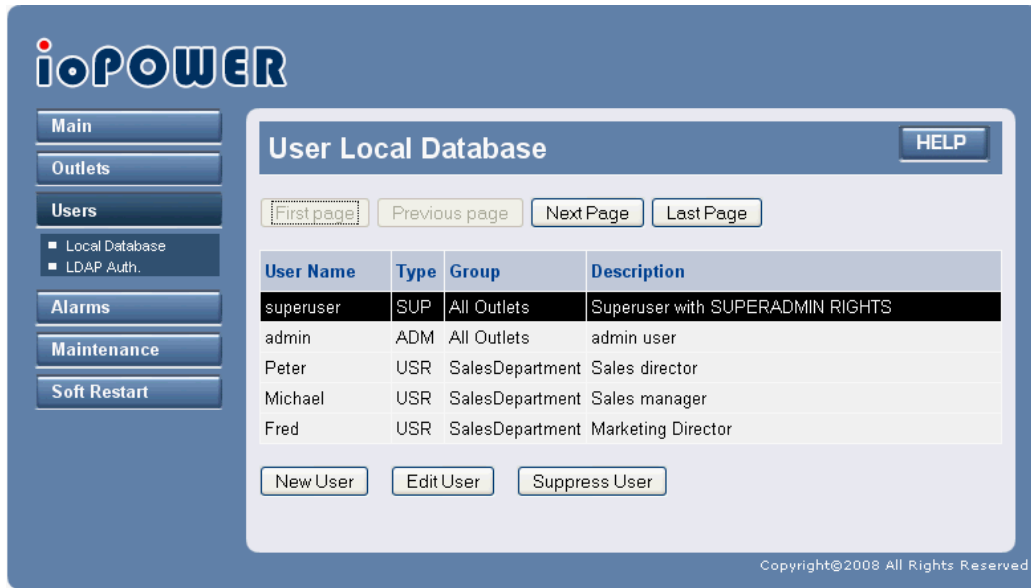 ioPOWER
Main
Outlets
Users
Local Database
LDAP Auth.
Alarms
Maintenance
Soft Restart
User Local Database
HELP
First page Previous page Next Page Last Page
User Name Type Group Description
superuser SUP All Outlets Superuser with SUPERADMIN RIGHTS
admin ADM All Outlets admin user
Peter USR SalesDepartment Sales director
Michael USR SalesDepartment Sales manager
Fred USR SalesDepartment Marketing Director
New User Edit User Suppress User
Copyright©2008 All Rights Reserved